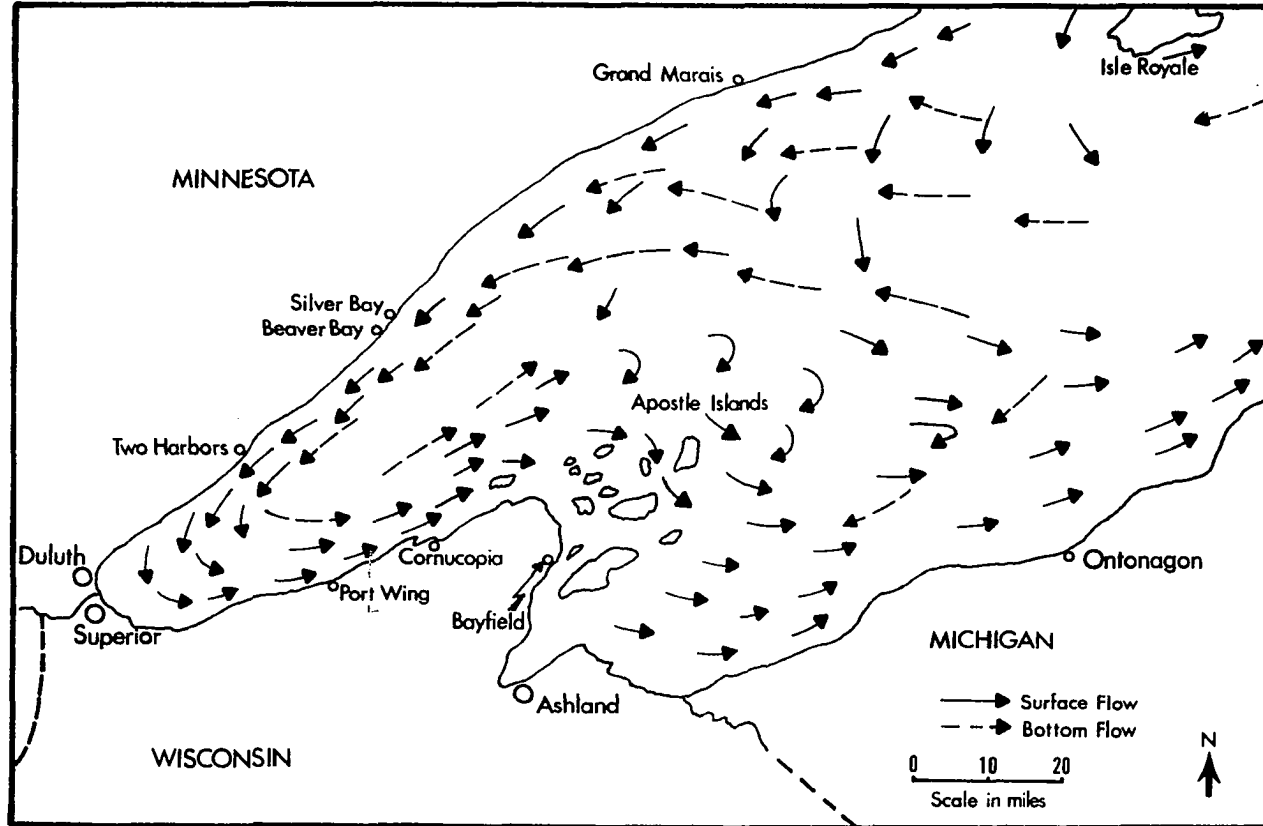 Grand Marais
Isle Royale
MINNESOTA
Silver Bay
Beaver Bay
Apostle Islands
Two Harbors
Duluth
Cornucopia
Ontonagon
Port Wing
Bayfield
Superior
MICHIGAN
Ashland
Surface Flow
Bottom Flow
WISCONSIN
N
0 10 20
Scale in miles